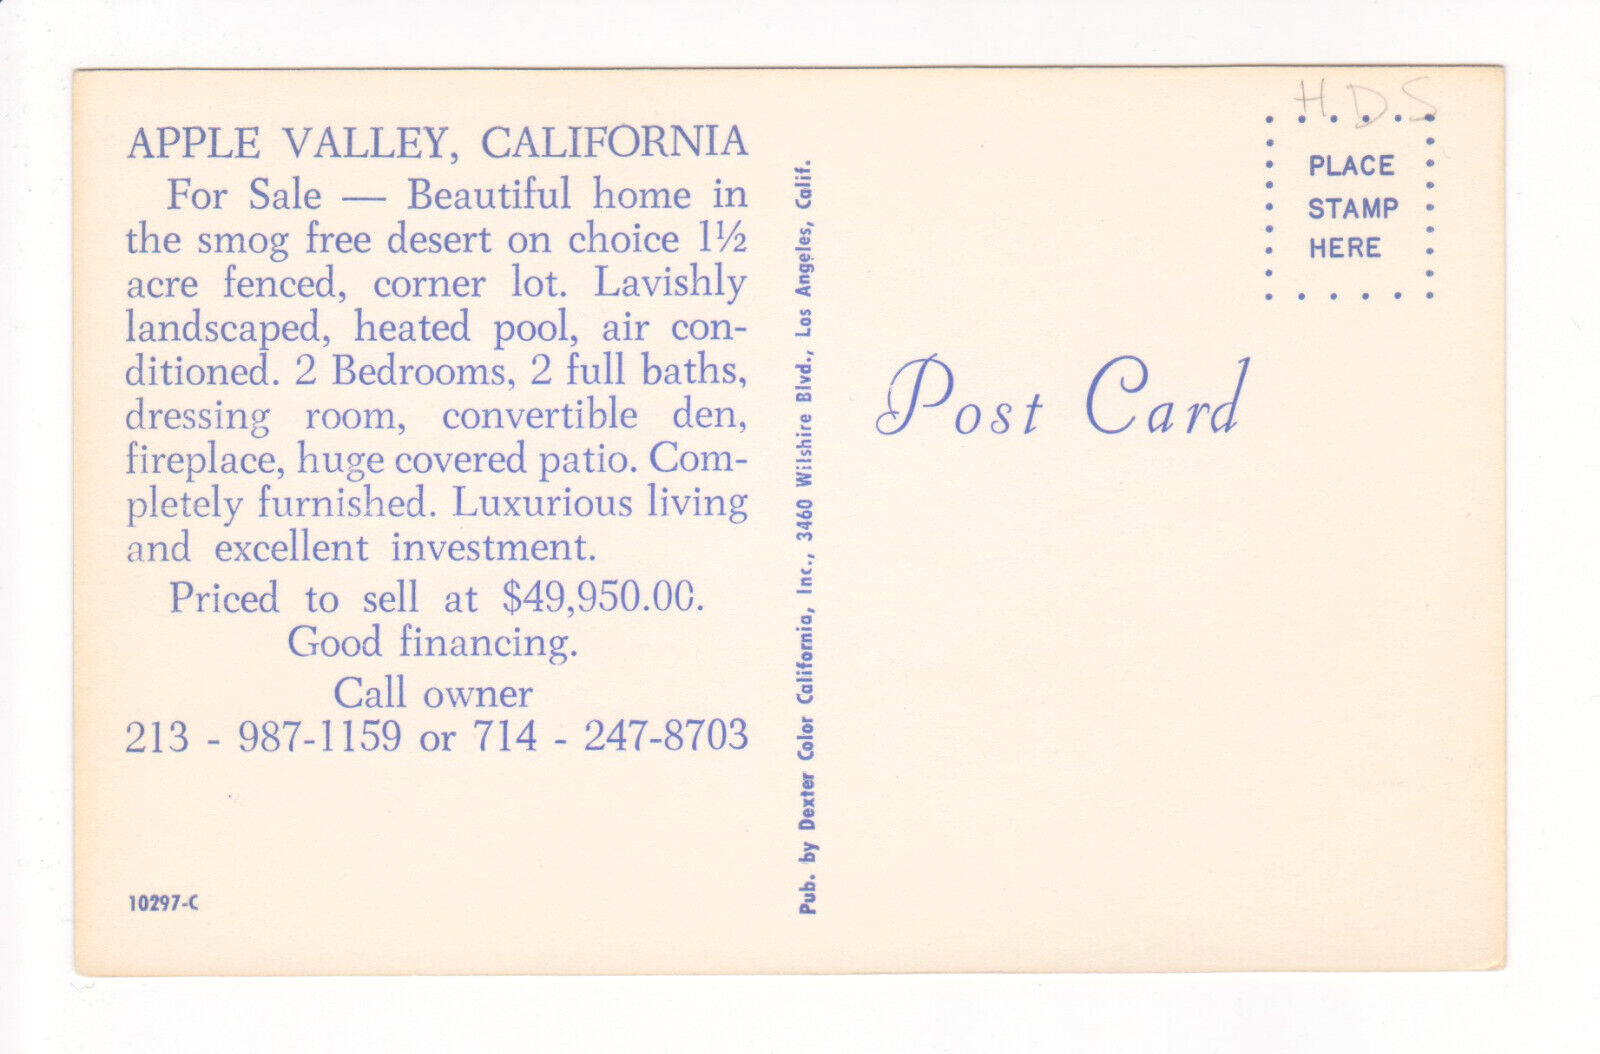 APPLE VALLEY, CALIFORNIA
For Sale — Beautiful home in
the smog free desert on choice 1½
acre fenced, corner lot. Lavishly
landscaped, heated pool, air con-
ditioned. 2 Bedrooms, 2 full baths,
dressing room, convertible den,
fireplace, huge covered patio. Com-
pletely furnished. Luxurious living
and excellent investment.
Priced to sell at $49,950.00.
Good financing.
Call owner
213 - 987-1159 or 714 - 247-8703
10297-C
Pub. by Dexter Color California, Inc., 3460 Wilshire Blvd., Los Angeles, Calif.
H.D.S
PLACE
STAMP
HERE
Post Card